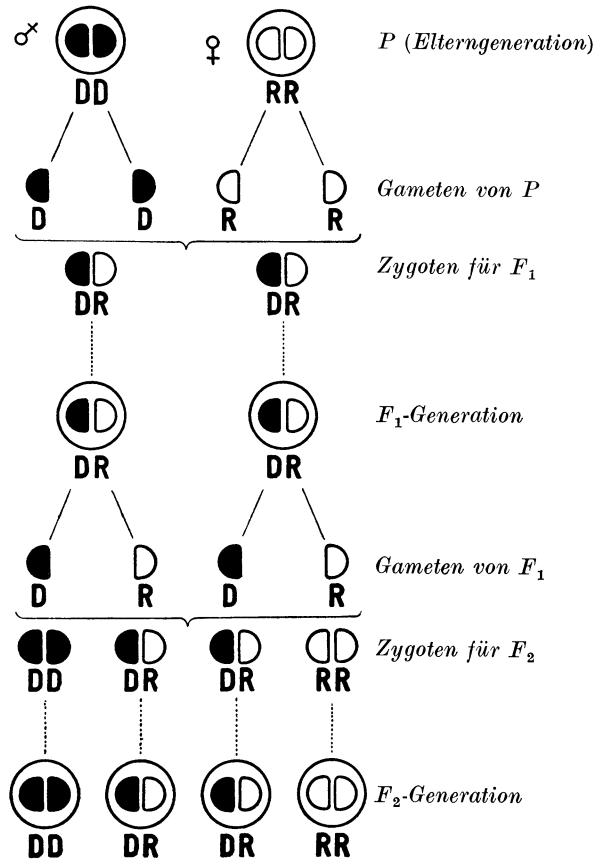 ♂ ♀ P (Elterngeneration)
DD RR
Gameten von P
D D R R
Zygoten für F₁
DR DR
F₁-Generation
DR DR
Gameten von F₁
D R D R
Zygoten für F₂
DD DR DR RR
F₂-Generation
DD DR DR RR